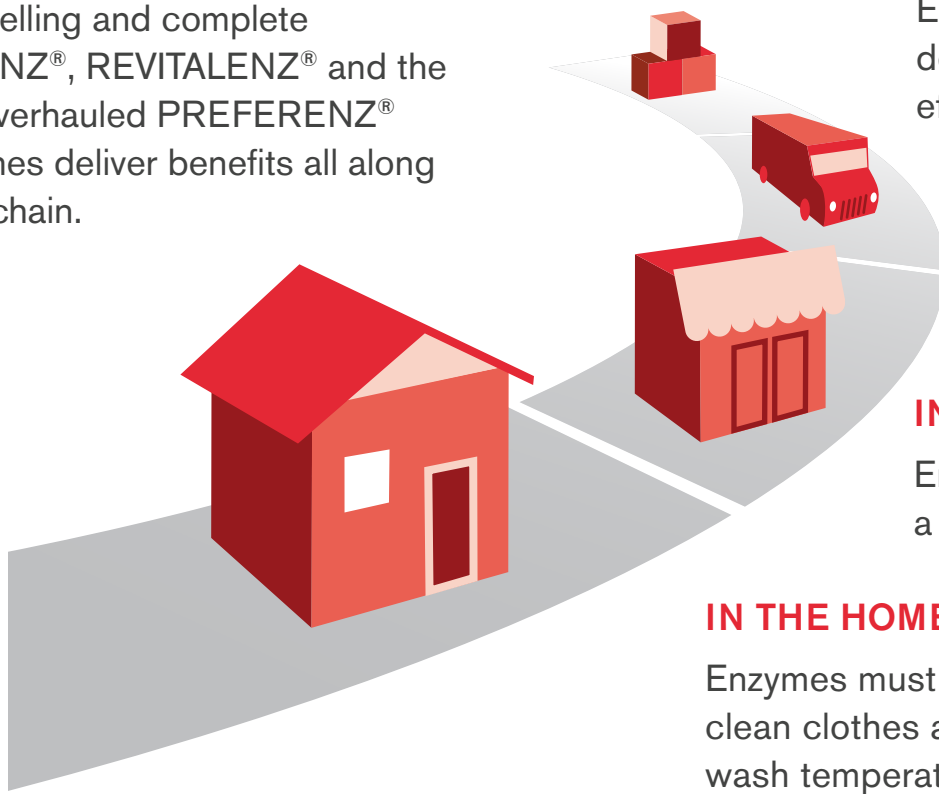 elling and complete
NZ®, REVITALENZ® and the
verhauled PREFERENZ®
nes deliver benefits all along
chain.
E
d
e
IN
E
a
IN THE HOME
Enzymes must
clean clothes a
wash temperat